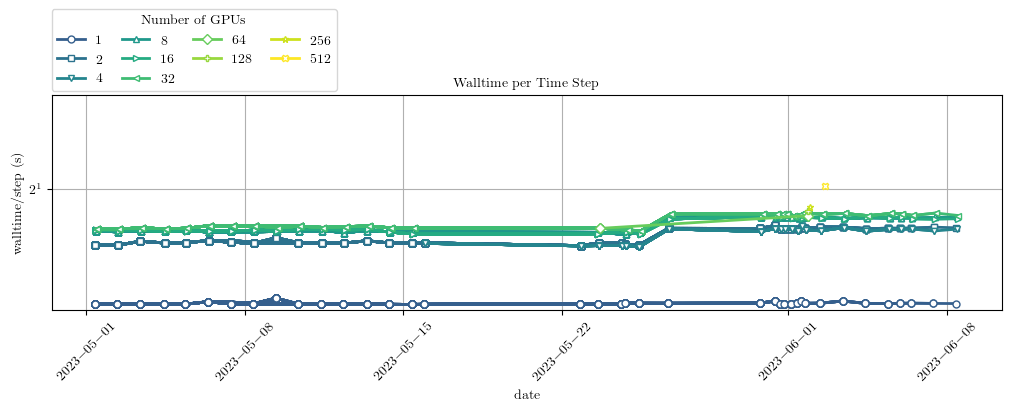 Number of GPUs
1 8 64 256
2 16 128 512
4 32
Walltime per Time Step
walltime/step (s)
2^1
2023−05−01 2023−05−08 2023−05−15 2023−05−22 2023−06−01 2023−06−08
date